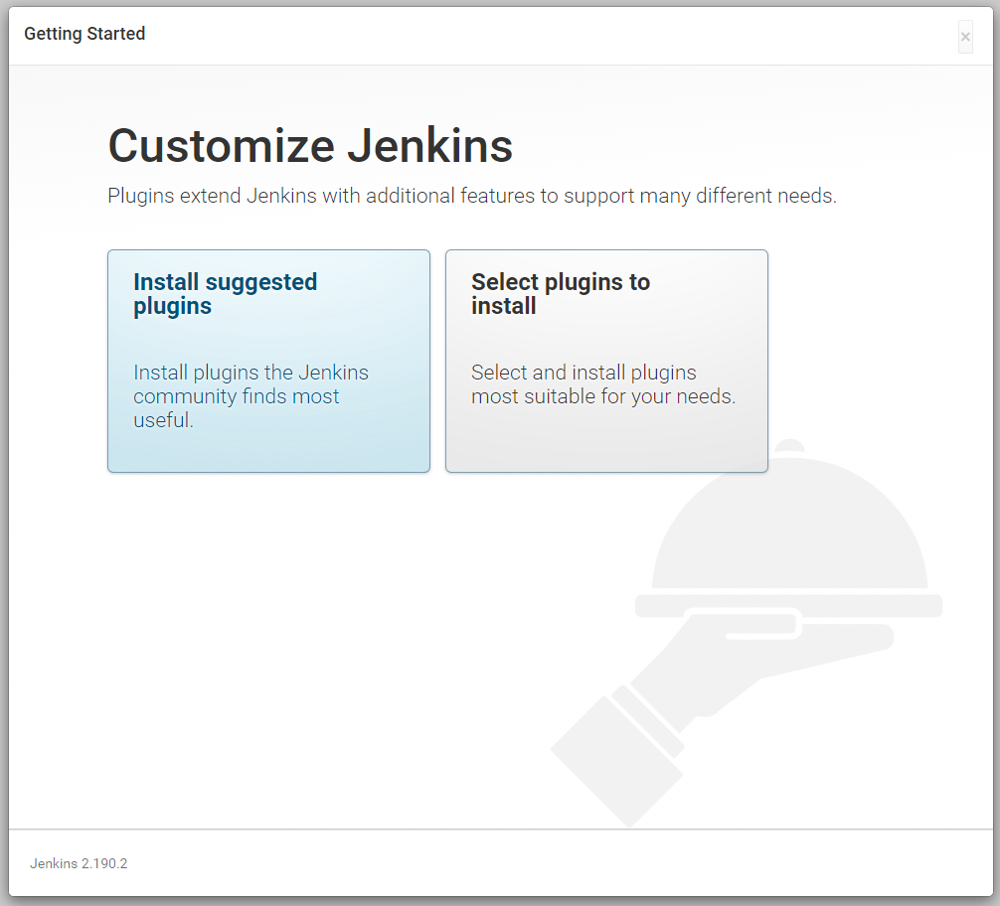 Getting Started
×
Customize Jenkins
Plugins extend Jenkins with additional features to support many different needs.
Install suggested
plugins
Install plugins the Jenkins
community finds most
useful.
Select plugins to
install
Select and install plugins
most suitable for your needs.
Jenkins 2.190.2